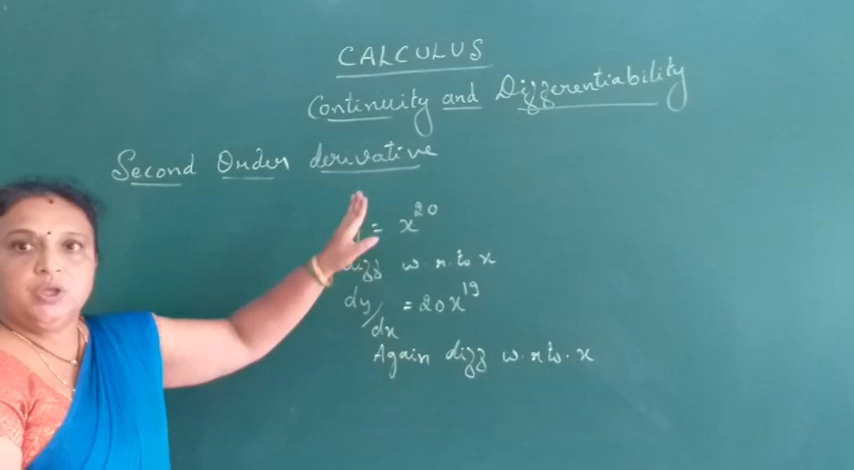 CALCULUS
Continuity and Differentiability
Second Order derivative
= x²⁰
diff w.r.to x
dy/dx = 20x¹⁹
Again diff w.r.to.x